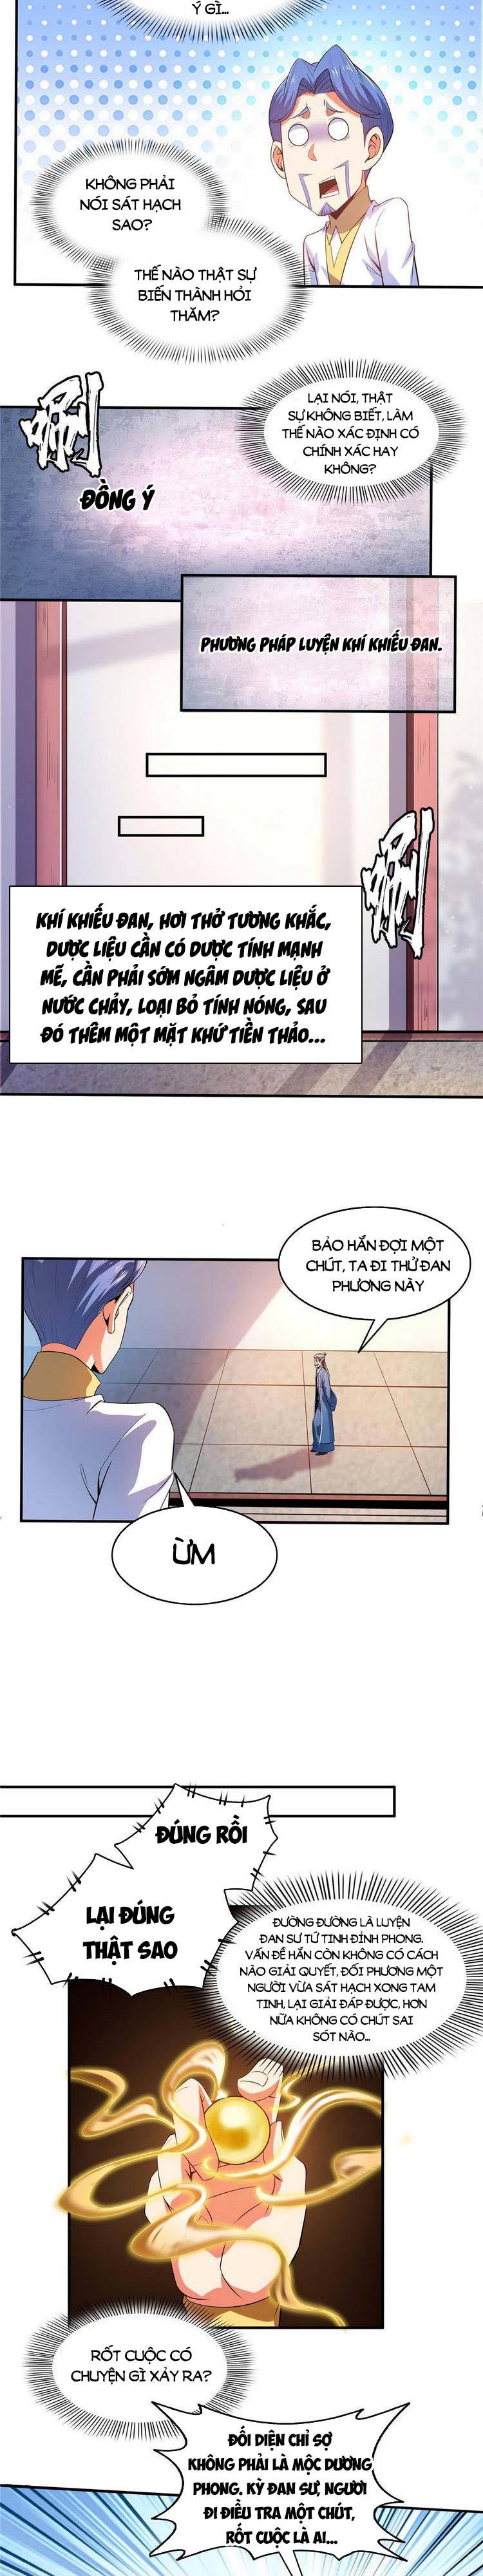 Ý GÌ...
KHÔNG PHẢI
NÓI SÁT HẠCH
SAO?
THẾ NÀO THẬT SỰ
BIẾN THÀNH HỎI
THĂM?
LẠI NÓI, THẬT
SỰ KHÔNG BIẾT, LÀM
THẾ NÀO XÁC ĐỊNH CÓ
CHÍNH XÁC HAY
KHÔNG?
ĐỒNG Ý
PHƯƠNG PHÁP LUYỆN KHÍ KHIẾU ĐAN.
KHÍ KHIẾU ĐAN, HƠI THỞ TƯƠNG KHẮC,
DƯỢC LIỆU CẦN CÓ DƯỢC TÍNH MẠNH
MẼ, CẦN PHẢI SỚM NGÂM DƯỢC LIỆU Ở
NƯỚC CHẢY, LOẠI BỎ TÍNH NÓNG, SAU
ĐÓ THÊM MỘT MẶT KHỨ TIỀN THẢO...
BẢO HẮN ĐỢI MỘT
CHÚT, TA ĐI THỬ ĐAN
PHƯƠNG NÀY
ỪM
ĐÚNG RỒI
LẠI ĐÚNG
THẬT SAO
ĐƯỜNG ĐƯỜNG LÀ LUYỆN
ĐAN SƯ TỨ TINH ĐỈNH PHONG.
VẤN ĐỀ HẮN CÒN KHÔNG CÓ CÁCH
NÀO GIẢI QUYẾT, ĐỐI PHƯƠNG MỘT
NGƯỜI VỪA SÁT HẠCH XONG TAM
TINH, LẠI GIẢI ĐÁP ĐƯỢC, HƠN
NỮA KHÔNG CÓ CHÚT SAI
SÓT NÀO...
RỐT CUỘC CÓ
CHUYỆN GÌ XẢY RA?
ĐỐI DIỆN CHỈ SỢ
KHÔNG PHẢI LÀ MỘC DƯƠNG
PHONG, KỲ ĐAN SƯ, NGƯƠI
ĐI ĐIỀU TRA MỘT CHÚT,
RỐT CUỘC LÀ AI...